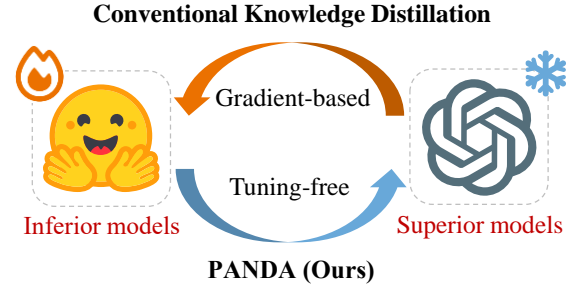 Conventional Knowledge Distillation
Gradient-based
Tuning-free
Inferior models
Superior models
PANDA (Ours)